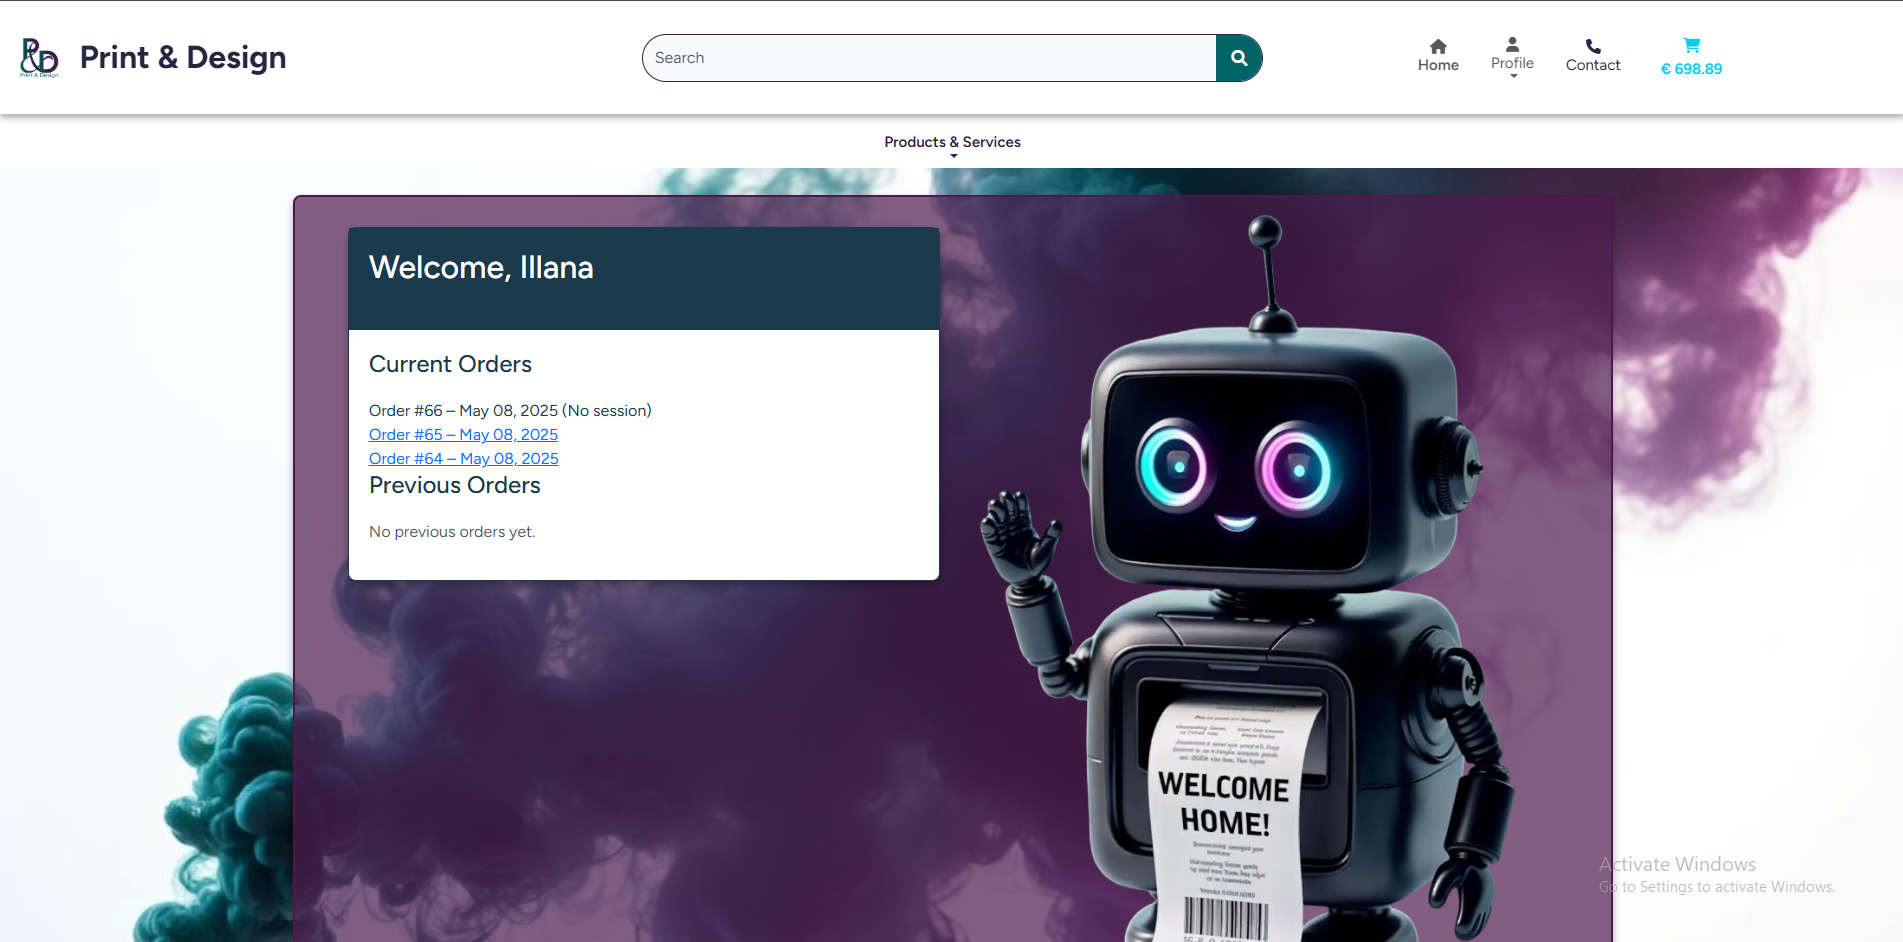 Print & Design
Print & Design
Search
Home
Profile
Contact
€ 698.89
Products & Services
Welcome, Illana
Current Orders
Order #66 – May 08, 2025 (No session)
Order #65 – May 08, 2025
Order #64 – May 08, 2025
Previous Orders
No previous orders yet.
WELCOME
HOME!
Activate Windows
Go to Settings to activate Windows.